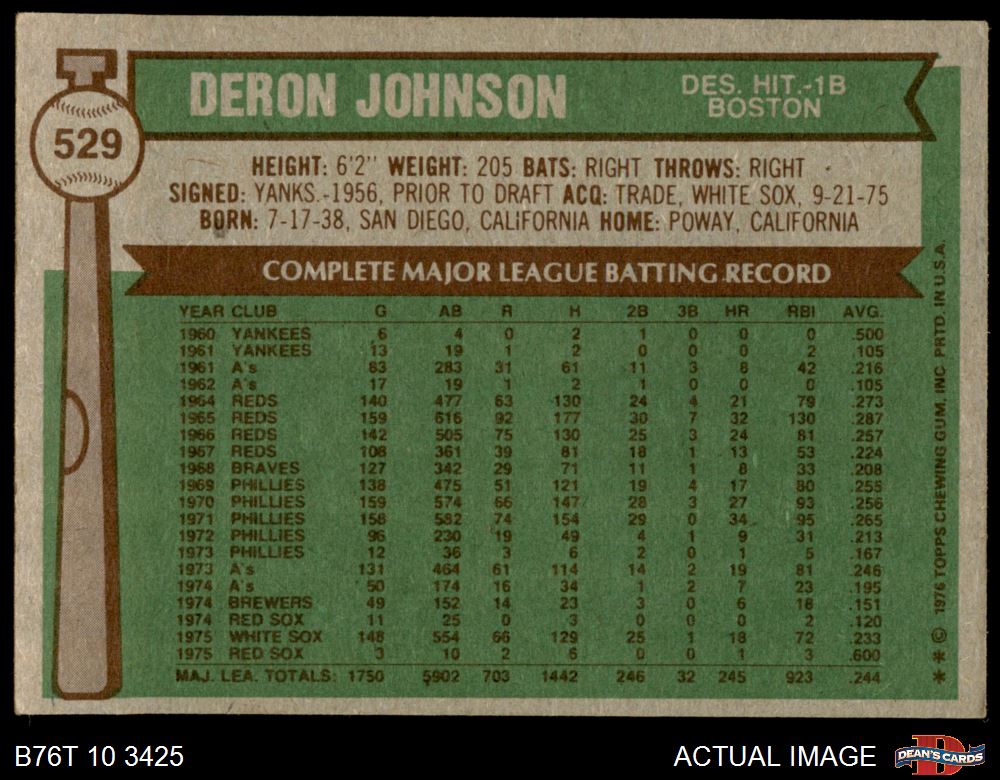 529
DERON JOHNSON
DES. HIT.-1B
BOSTON
HEIGHT: 6'2" WEIGHT: 205 BATS: RIGHT THROWS: RIGHT
SIGNED: YANKS.-1956, PRIOR TO DRAFT ACQ: TRADE, WHITE SOX, 9-21-75
BORN: 7-17-38, SAN DIEGO, CALIFORNIA HOME: POWAY, CALIFORNIA
COMPLETE MAJOR LEAGUE BATTING RECORD
YEAR CLUB G AB R H 2B 3B HR RBI AVG.
1960 YANKEES 6 4 0 2 1 0 0 0 .500
1961 YANKEES 13 19 1 2 0 0 0 2 .105
1961 A's 83 283 31 61 11 3 8 42 .216
1962 A's 17 19 1 2 1 0 0 0 .105
1964 REDS 140 477 63 130 24 4 21 79 .273
1965 REDS 159 616 92 177 30 7 32 130 .287
1966 REDS 142 505 75 130 25 3 24 81 .257
1967 REDS 108 361 39 81 18 1 13 53 .224
1968 BRAVES 127 342 29 71 11 1 8 33 .208
1969 PHILLIES 138 475 51 121 19 4 17 80 .255
1970 PHILLIES 159 574 66 147 28 3 27 93 .256
1971 PHILLIES 158 582 74 154 29 0 34 95 .265
1972 PHILLIES 96 230 19 49 4 1 9 31 .213
1973 PHILLIES 12 36 3 6 2 0 1 5 .167
1973 A's 131 464 61 114 14 2 19 81 .246
1974 A's 50 174 16 34 1 2 7 23 .195
1974 BREWERS 49 152 14 23 3 0 6 18 .151
1974 RED SOX 11 25 0 3 0 0 0 2 .120
1975 WHITE SOX 148 554 66 129 25 1 18 72 .233
1975 RED SOX 3 10 2 6 0 0 1 3 .600
MAJ. LEA. TOTALS: 1750 5902 703 1442 246 32 245 923 .244
* * © 1976 TOPPS CHEWING GUM, INC. PRTD. IN U.S.A.
B76T 10 3425
ACTUAL IMAGE
DEAN'S CARDS